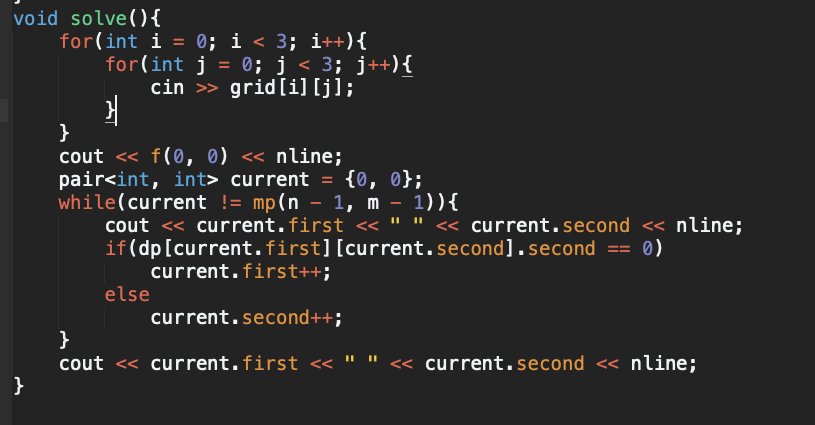 void solve(){
    for(int i = 0; i < 3; i++){
        for(int j = 0; j < 3; j++){
            cin >> grid[i][j];
        }
    }
    cout << f(0, 0) << nline;
    pair<int, int> current = {0, 0};
    while(current != mp(n - 1, m - 1)){
        cout << current.first << " " << current.second << nline;
        if(dp[current.first][current.second].second == 0)
            current.first++;
        else
            current.second++;
    }
    cout << current.first << " " << current.second << nline;
}